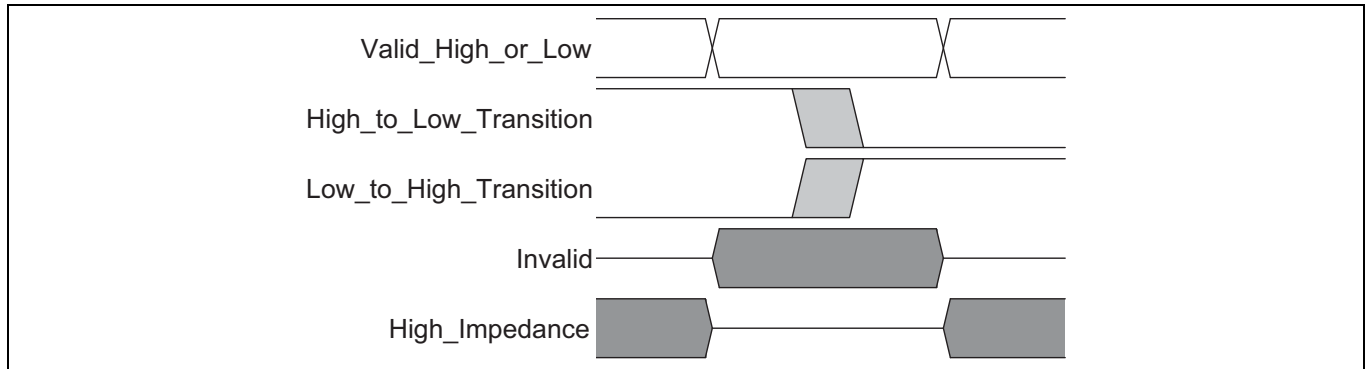 Valid_High_or_Low
High_to_Low_Transition
Low_to_High_Transition
Invalid
High_Impedance